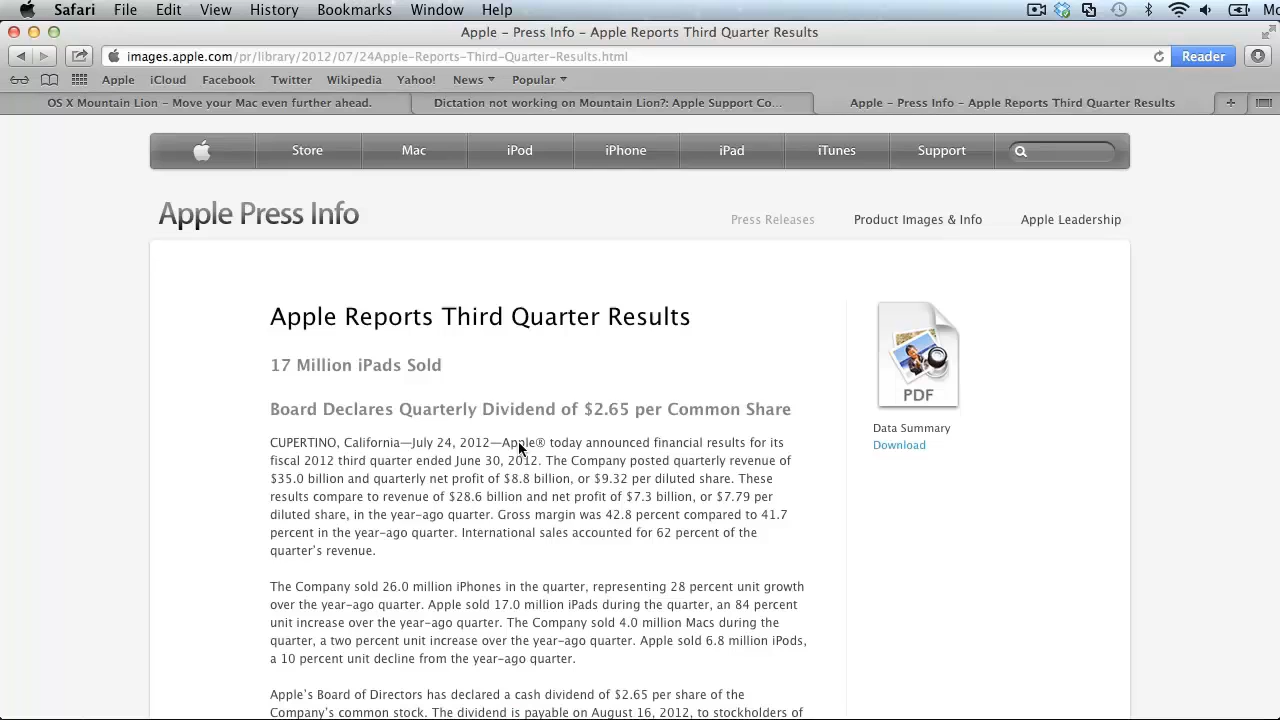 Safari File Edit View History Bookmarks Window Help
Apple – Press Info – Apple Reports Third Quarter Results
images.apple.com/pr/library/2012/07/24Apple-Reports-Third-Quarter-Results.html Reader
Apple iCloud Facebook Twitter Wikipedia Yahoo! News Popular
OS X Mountain Lion – Move your Mac even further ahead. Dictation not working on Mountain Lion?: Apple Support Co... Apple – Press Info – Apple Reports Third Quarter Results
Store Mac iPod iPhone iPad iTunes Support
Apple Press Info
Press Releases Product Images & Info Apple Leadership
Apple Reports Third Quarter Results
17 Million iPads Sold
Board Declares Quarterly Dividend of $2.65 per Common Share
CUPERTINO, California—July 24, 2012—Apple® today announced financial results for its
fiscal 2012 third quarter ended June 30, 2012. The Company posted quarterly revenue of
$35.0 billion and quarterly net profit of $8.8 billion, or $9.32 per diluted share. These
results compare to revenue of $28.6 billion and net profit of $7.3 billion, or $7.79 per
diluted share, in the year-ago quarter. Gross margin was 42.8 percent compared to 41.7
percent in the year-ago quarter. International sales accounted for 62 percent of the
quarter's revenue.
The Company sold 26.0 million iPhones in the quarter, representing 28 percent unit growth
over the year-ago quarter. Apple sold 17.0 million iPads during the quarter, an 84 percent
unit increase over the year-ago quarter. The Company sold 4.0 million Macs during the
quarter, a two percent unit increase over the year-ago quarter. Apple sold 6.8 million iPods,
a 10 percent unit decline from the year-ago quarter.
Apple's Board of Directors has declared a cash dividend of $2.65 per share of the
Company's common stock. The dividend is payable on August 16, 2012, to stockholders of
PDF
Data Summary
Download